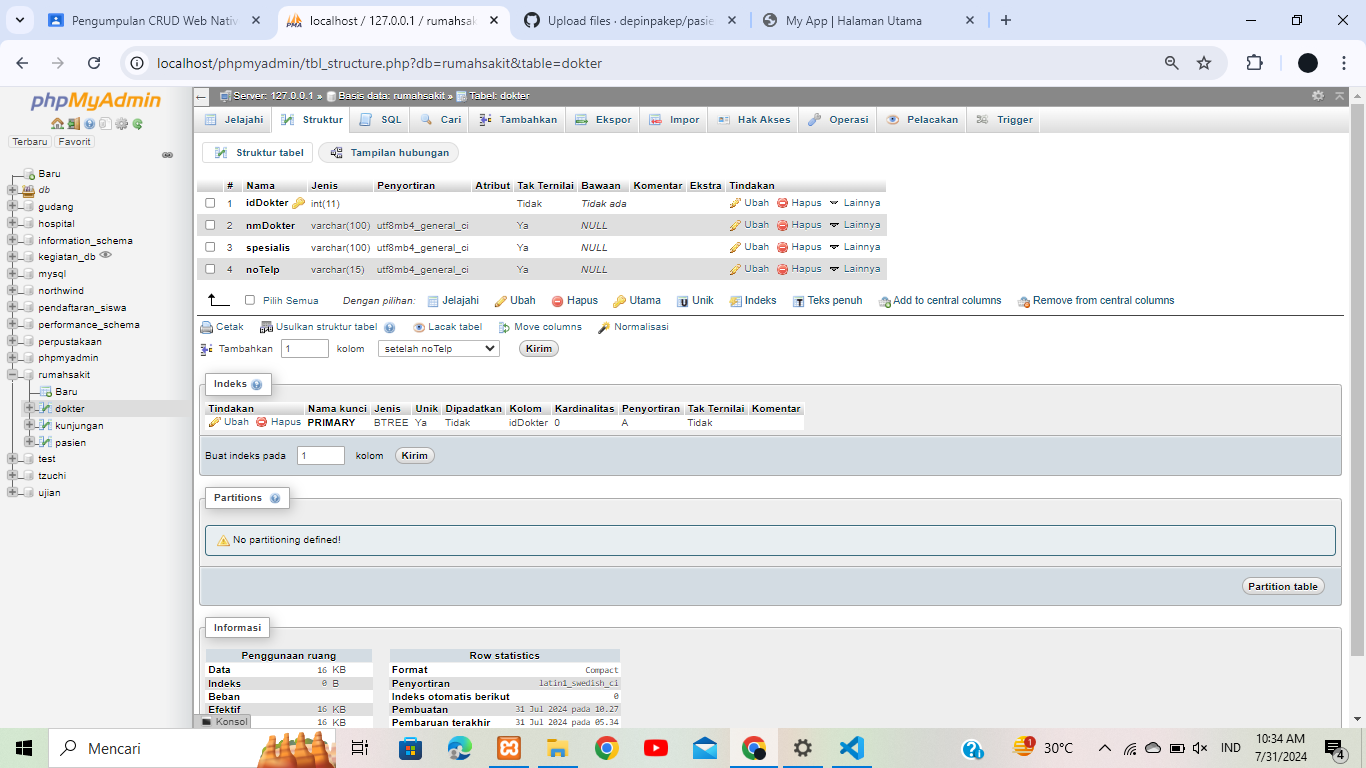 Pengumpulan CRUD Web Nativ
localhost / 127.0.0.1 / rumahsak
Upload files · depinpakep/pasie
My App | Halaman Utama
localhost/phpmyadmin/tbl_structure.php?db=rumahsakit&table=dokter
phpMyAdmin
Terbaru Favorit
Baru
db
gudang
hospital
information_schema
kegiatan_db
mysql
northwind
pendaftaran_siswa
performance_schema
perpustakaan
phpmyadmin
rumahsakit
Baru
dokter
kunjungan
pasien
test
tzuchi
ujian
Server: 127.0.0.1 » Basis data: rumahsakit » Tabel: dokter
Jelajahi Struktur SQL Cari Tambahkan Ekspor Impor Hak Akses Operasi Pelacakan Trigger
Struktur tabel Tampilan hubungan
# Nama Jenis Penyortiran Atribut Tak Ternilai Bawaan Komentar Ekstra Tindakan
1 idDokter int(11) Tidak Tidak ada Ubah Hapus Lainnya
2 nmDokter varchar(100) utf8mb4_general_ci Ya NULL Ubah Hapus Lainnya
3 spesialis varchar(100) utf8mb4_general_ci Ya NULL Ubah Hapus Lainnya
4 noTelp varchar(15) utf8mb4_general_ci Ya NULL Ubah Hapus Lainnya
Pilih Semua Dengan pilihan: Jelajahi Ubah Hapus Utama Unik Indeks Teks penuh Add to central columns Remove from central columns
Cetak Usulkan struktur tabel Lacak tabel Move columns Normalisasi
Tambahkan 1 kolom setelah noTelp Kirim
Indeks
Tindakan Nama kunci Jenis Unik Dipadatkan Kolom Kardinalitas Penyortiran Tak Ternilai Komentar
Ubah Hapus PRIMARY BTREE Ya Tidak idDokter 0 A Tidak
Buat indeks pada 1 kolom Kirim
Partitions
No partitioning defined!
Partition table
Informasi
Penggunaan ruang
Data 16 KB
Indeks 0 B
Beban
Efektif 16 KB
16 KB
Row statistics
Format Compact
Penyortiran latin1_swedish_ci
Indeks otomatis berikut 0
Pembuatan 31 Jul 2024 pada 10.27
Pembaruan terakhir 31 Jul 2024 pada 05.34
Konsol
Mencari
1
30°C
IND
10:34 AM
7/31/2024
4